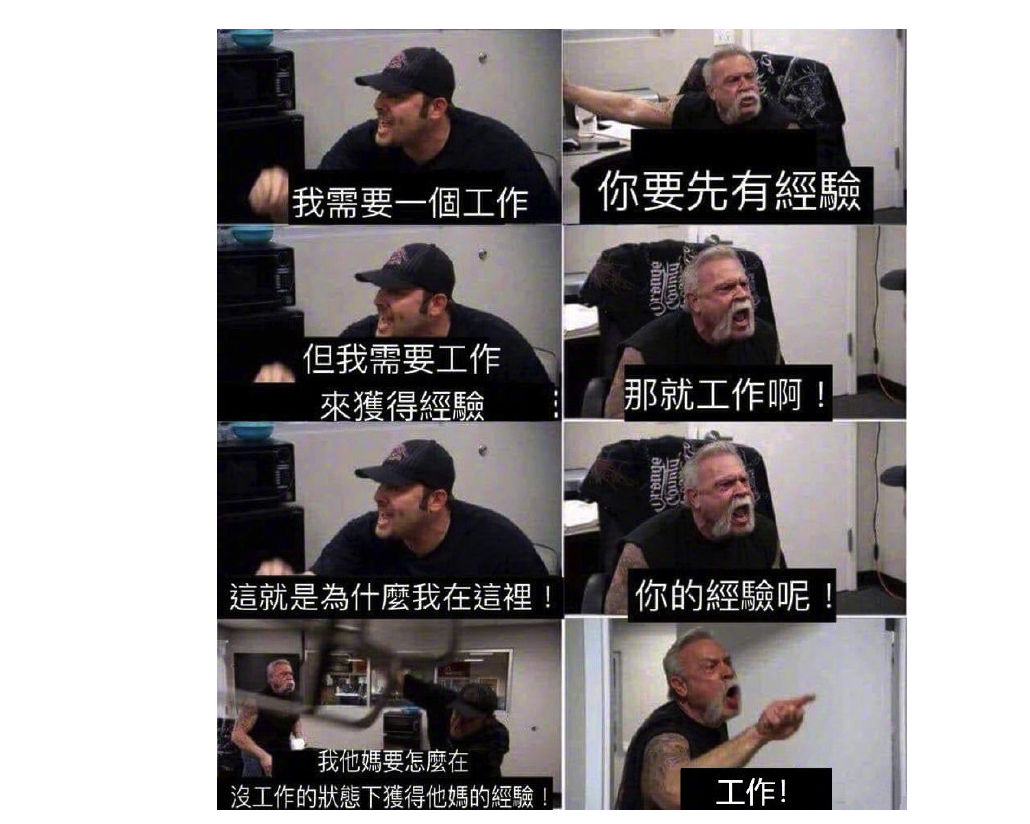 我需要一個工作
你要先有經驗
但我需要工作
來獲得經驗
那就工作啊！
這就是為什麼我在這裡！
你的經驗呢！
我他媽要怎麼在
沒工作的狀態下獲得他媽的經驗！
工作!